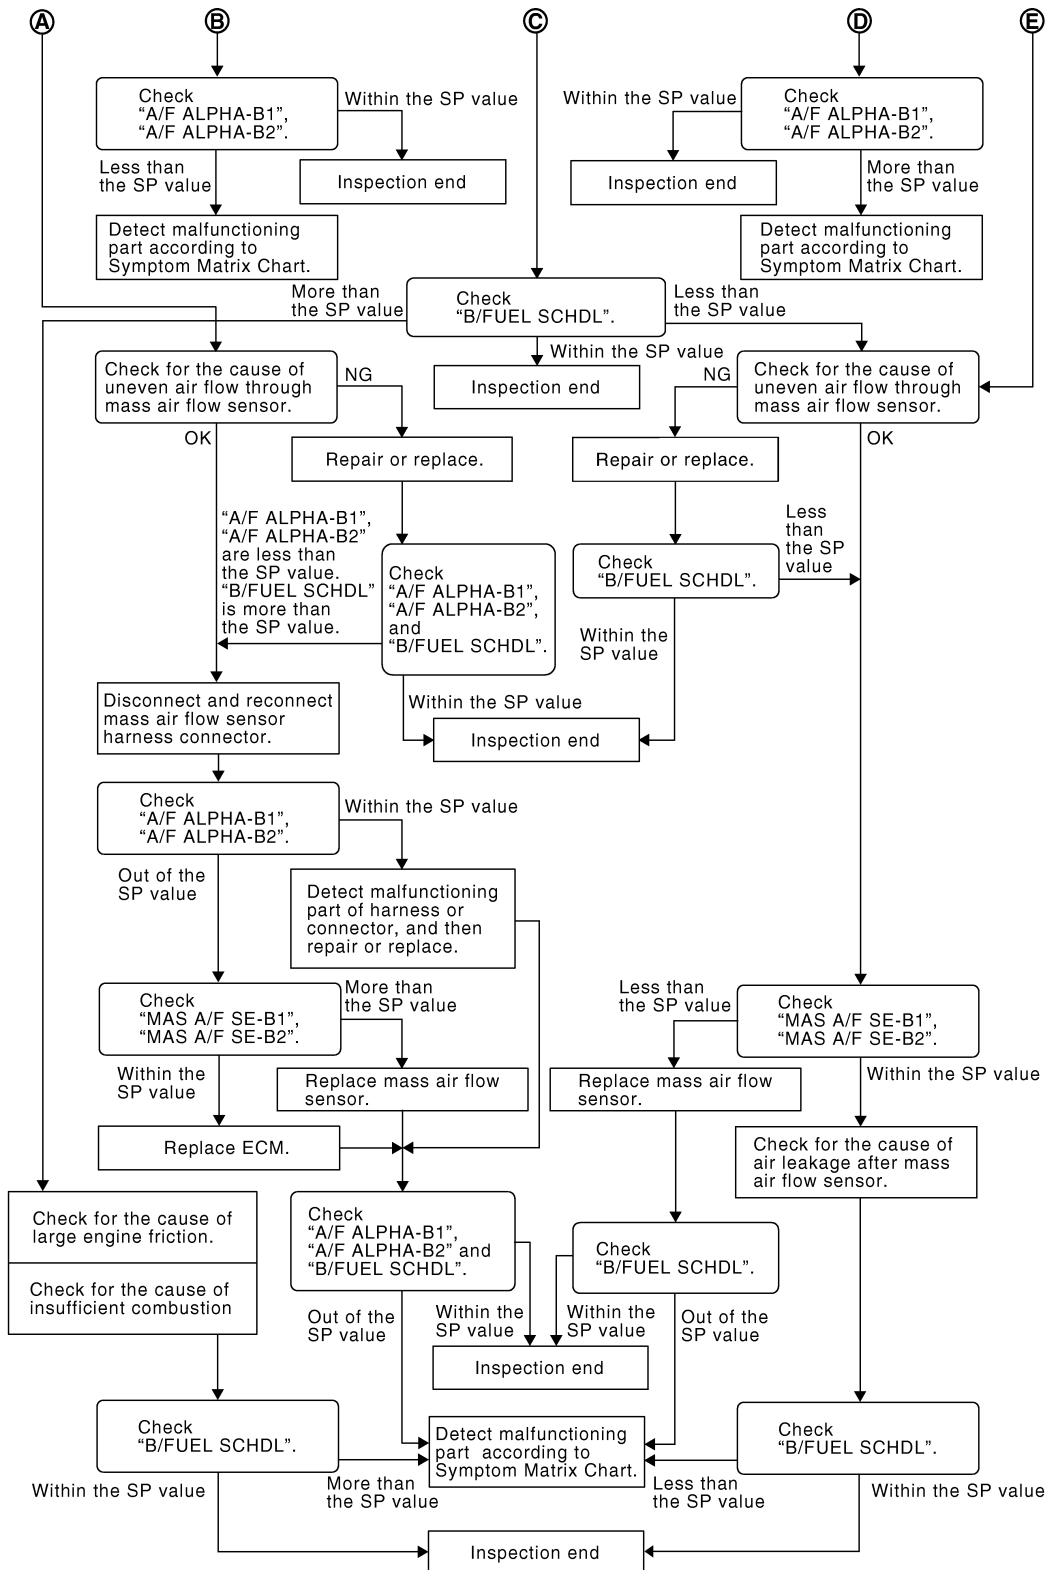 A
B
C
D
E
Check
“A/F ALPHA-B1”,
“A/F ALPHA-B2”.
Within the SP value
Less than
the SP value
Inspection end
Detect malfunctioning
part according to
Symptom Matrix Chart.
Within the SP value
Check
“A/F ALPHA-B1”,
“A/F ALPHA-B2”.
Inspection end
More than
the SP value
Detect malfunctioning
part according to
Symptom Matrix Chart.
More than
the SP value
Check
“B/FUEL SCHDL”.
Less than
the SP value
Within the SP value
Inspection end
Check for the cause of
uneven air flow through
mass air flow sensor.
NG
OK
Repair or replace.
NG
Check for the cause of
uneven air flow through
mass air flow sensor.
OK
Repair or replace.
“A/F ALPHA-B1”,
“A/F ALPHA-B2”
are less than
the SP value.
“B/FUEL SCHDL”
is more than
the SP value.
Check
“A/F ALPHA-B1”,
“A/F ALPHA-B2”,
and
“B/FUEL SCHDL”.
Check
“B/FUEL SCHDL”.
Less
than
the SP
value
Within the
SP value
Within the SP value
Inspection end
Disconnect and reconnect
mass air flow sensor
harness connector.
Check
“A/F ALPHA-B1”,
“A/F ALPHA-B2”.
Within the SP value
Out of the
SP value
Detect malfunctioning
part of harness or
connector, and then
repair or replace.
Check
“MAS A/F SE-B1”,
“MAS A/F SE-B2”.
More than
the SP value
Within the
SP value
Replace mass air flow
sensor.
Replace ECM.
Less than
the SP value
Check
“MAS A/F SE-B1”,
“MAS A/F SE-B2”.
Within the SP value
Replace mass air flow
sensor.
Check for the cause of
air leakage after mass
air flow sensor.
Check for the cause of
large engine friction.
Check for the cause of
insufficient combustion
Check
“A/F ALPHA-B1”,
“A/F ALPHA-B2” and
“B/FUEL SCHDL”.
Check
“B/FUEL SCHDL”.
Out of the
SP value
Within the
SP value
Within the
SP value
Out of the
SP value
Inspection end
Check
“B/FUEL SCHDL”.
Detect malfunctioning
part according to
Symptom Matrix Chart.
Check
“B/FUEL SCHDL”.
Within the SP value
More than
the SP value
Less than
the SP value
Within the SP value
Inspection end